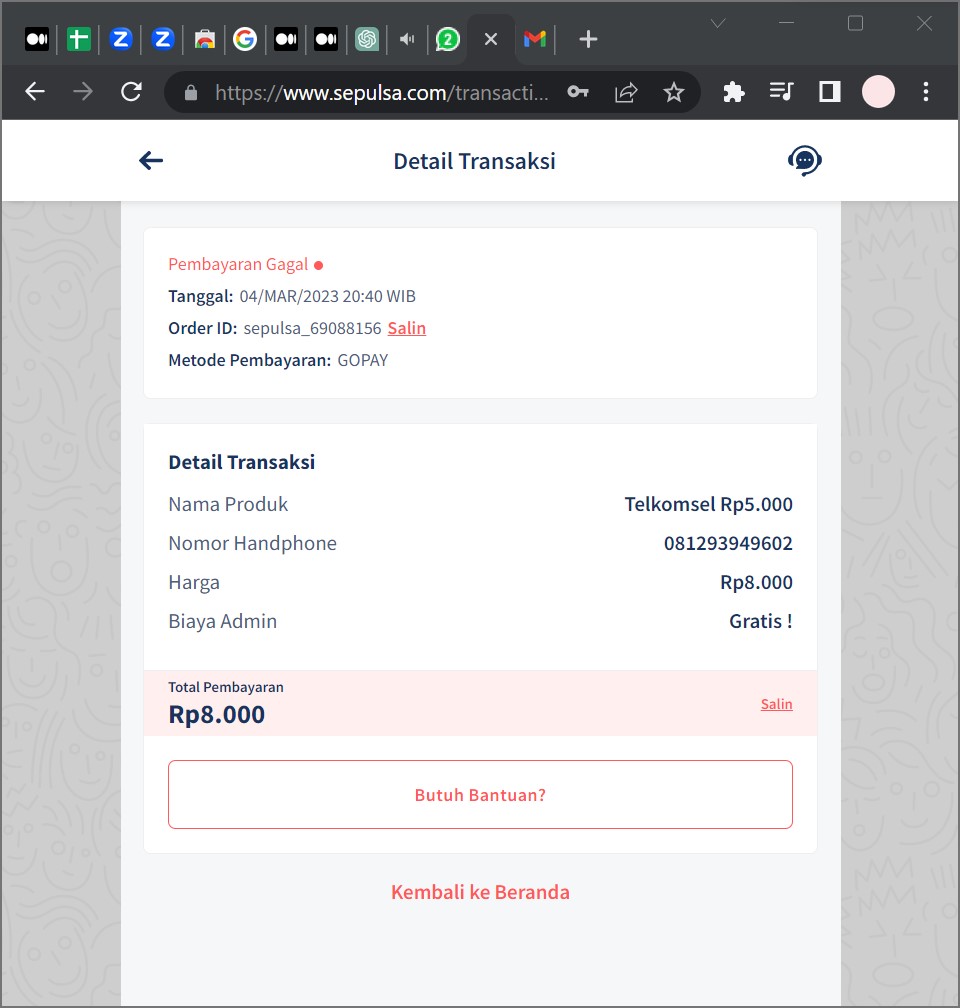 2
https://www.sepulsa.com/transacti...
Detail Transaksi
Pembayaran Gagal
Tanggal: 04/MAR/2023 20:40 WIB
Order ID: sepulsa_69088156 Salin
Metode Pembayaran: GOPAY
Detail Transaksi
Nama Produk Telkomsel Rp5.000
Nomor Handphone 081293949602
Harga Rp8.000
Biaya Admin Gratis !
Total Pembayaran
Rp8.000 Salin
Butuh Bantuan?
Kembali ke Beranda